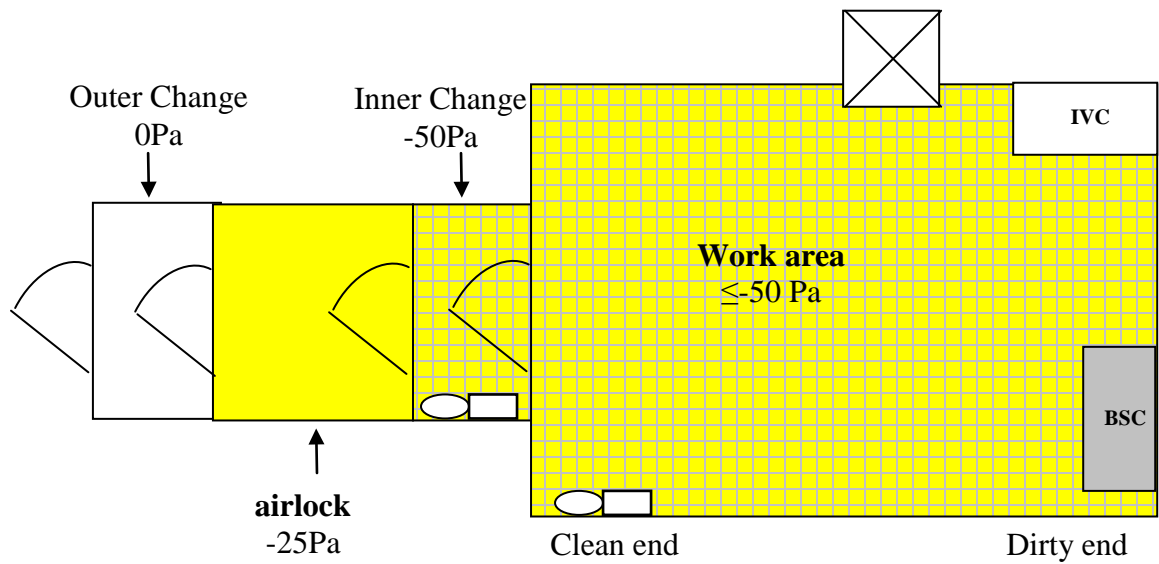 Outer Change
0Pa
Inner Change
-50Pa
IVC
Work area
≤-50 Pa
BSC
airlock
-25Pa
Clean end
Dirty end